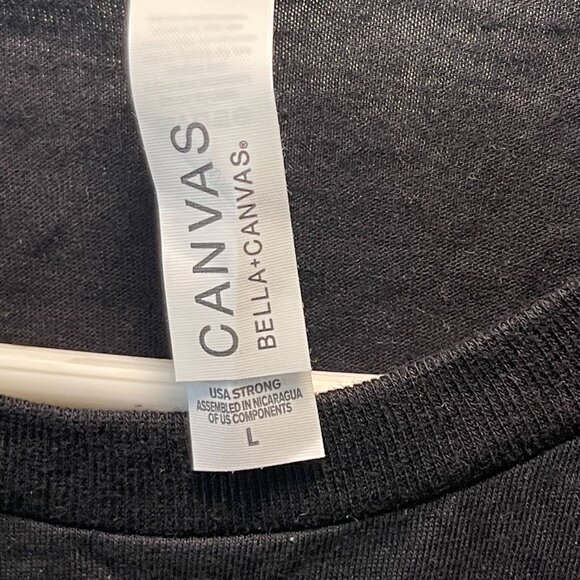 CANVAS
BELLA+CANVAS®
USA STRONG
ASSEMBLED IN NICARAGUA
OF US COMPONENTS
L